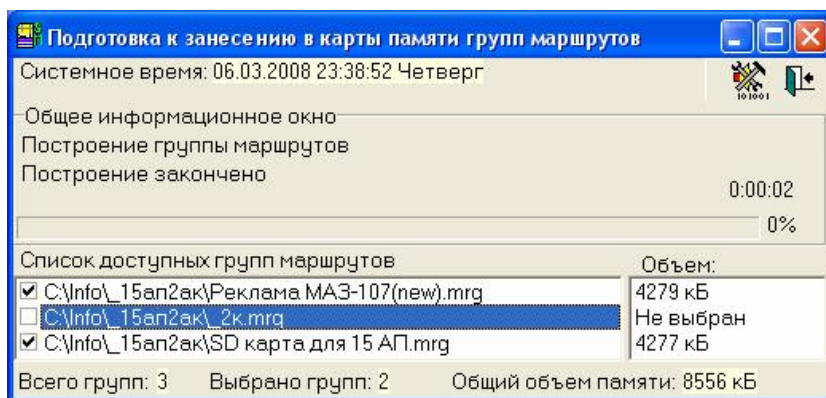 Подготовка к занесению в карты памяти групп маршрутов
Системное время: 06.03.2008 23:38:52 Четверг
101001
Общее информационное окно
Построение группы маршрутов
Построение закончено
0:00:02
0%
Список доступных групп маршрутов Объем:
C:\Info\_15ап2ак\Реклама МАЗ-107(new).mrg 4279 кБ
C:\Info\_15ап2ак\_2к.mrg Не выбран
C:\Info\_15ап2ак\SD карта для 15 АП.mrg 4277 кБ
Всего групп: 3 Выбрано групп: 2 Общий объем памяти: 8556 кБ